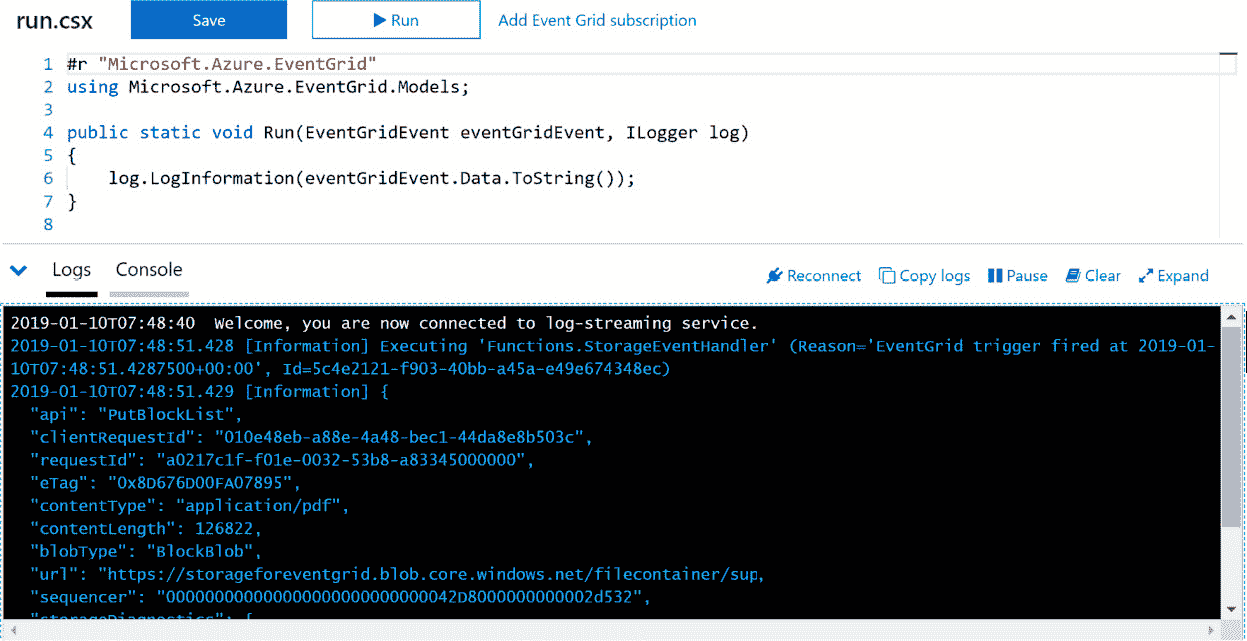 run.csx
Save
Run
Add Event Grid subscription
1 #r "Microsoft.Azure.EventGrid"
2 using Microsoft.Azure.EventGrid.Models;
3
4 public static void Run(EventGridEvent eventGridEvent, ILogger log)
5 {
6 log.LogInformation(eventGridEvent.Data.ToString());
7 }
8
Logs
Console
Reconnect
Copy logs
Pause
Clear
Expand
2019-01-10T07:48:40 Welcome, you are now connected to log-streaming service.
2019-01-10T07:48:51.428 [Information] Executing 'Functions.StorageEventHandler' (Reason='EventGrid trigger fired at 2019-01-
10T07:48:51.4287500+00:00', Id=5c4e2121-f903-40bb-a45a-e49e674348ec)
2019-01-10T07:48:51.429 [Information] {
"api": "PutBlockList",
"clientRequestId": "010e48eb-a88e-4a48-bec1-44da8e8b503c",
"requestId": "a0217c1f-f01e-0032-53b8-a83345000000",
"eTag": "0x8D676D00FA07895",
"contentType": "application/pdf",
"contentLength": 126822,
"blobType": "BlockBlob",
"url": "https://storageforeventgrid.blob.core.windows.net/filecontainer/sup,
"sequencer": "00000000000000000000000000042D8000000000002d532",
"storageDiagnostics": {